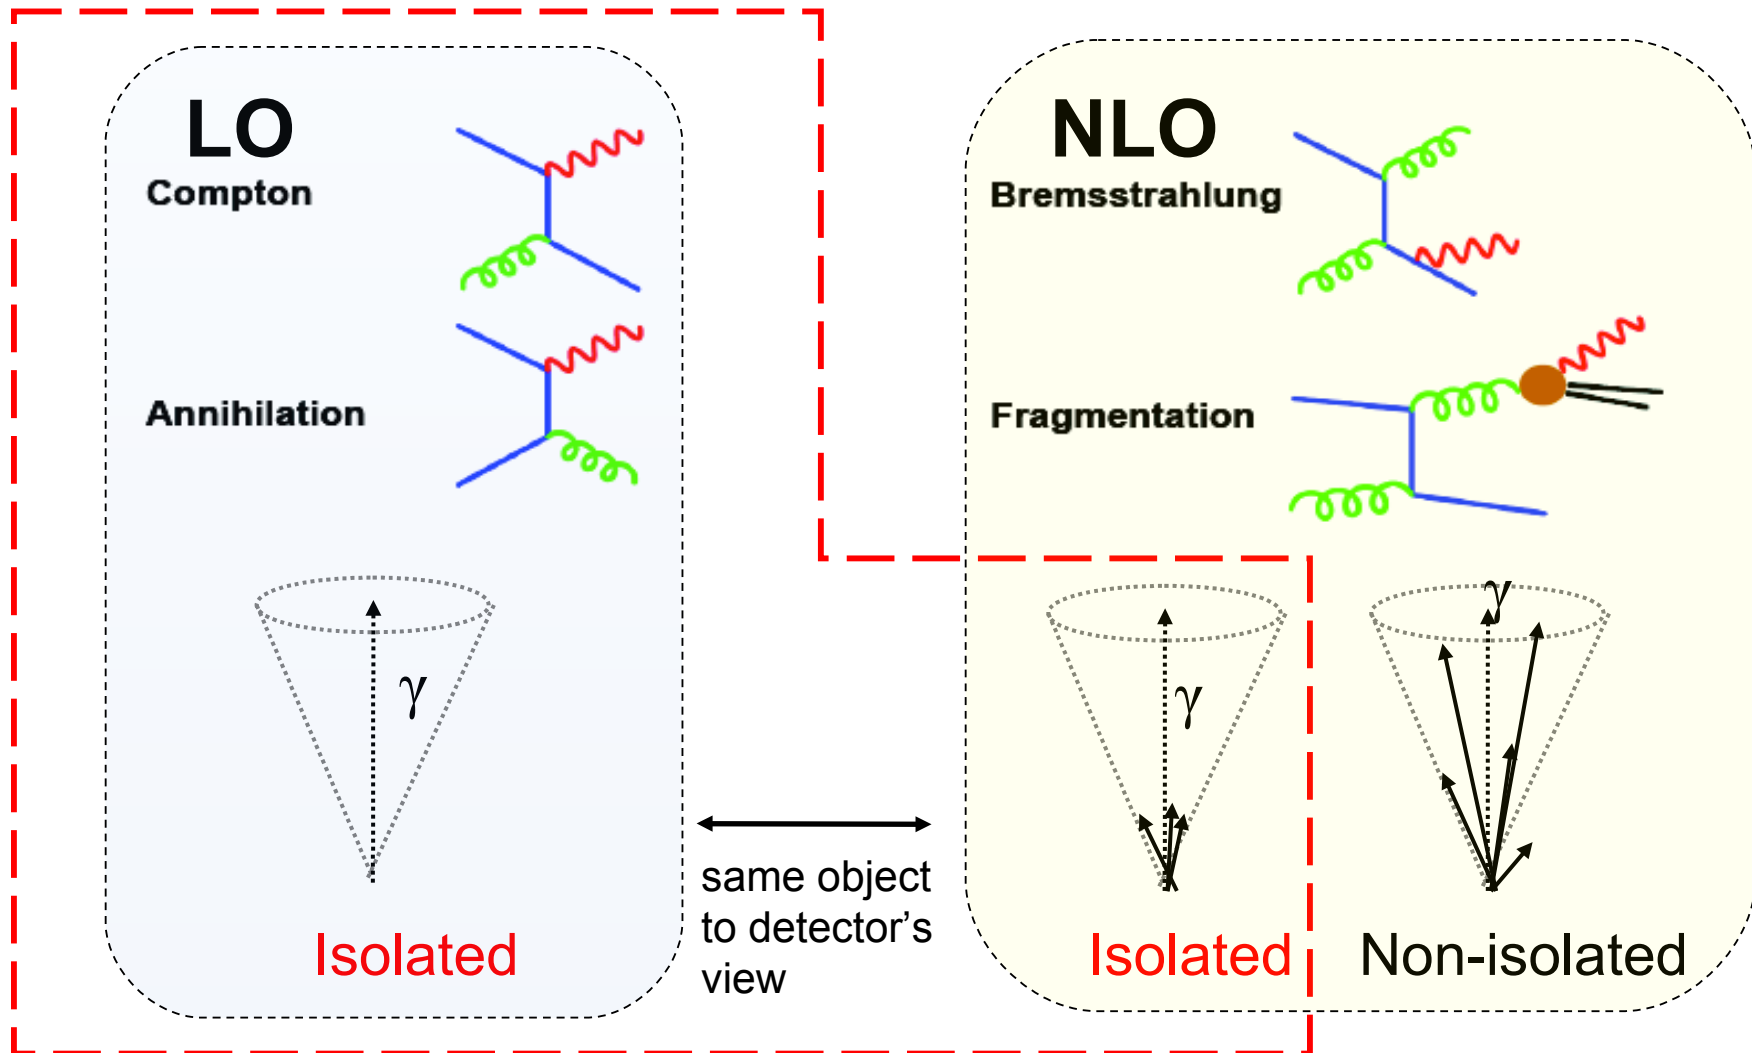 LO
Compton
Annihilation
γ
Isolated
same object
to detector’s
view
NLO
Bremsstrahlung
Fragmentation
γ
γ
Isolated
Non-isolated